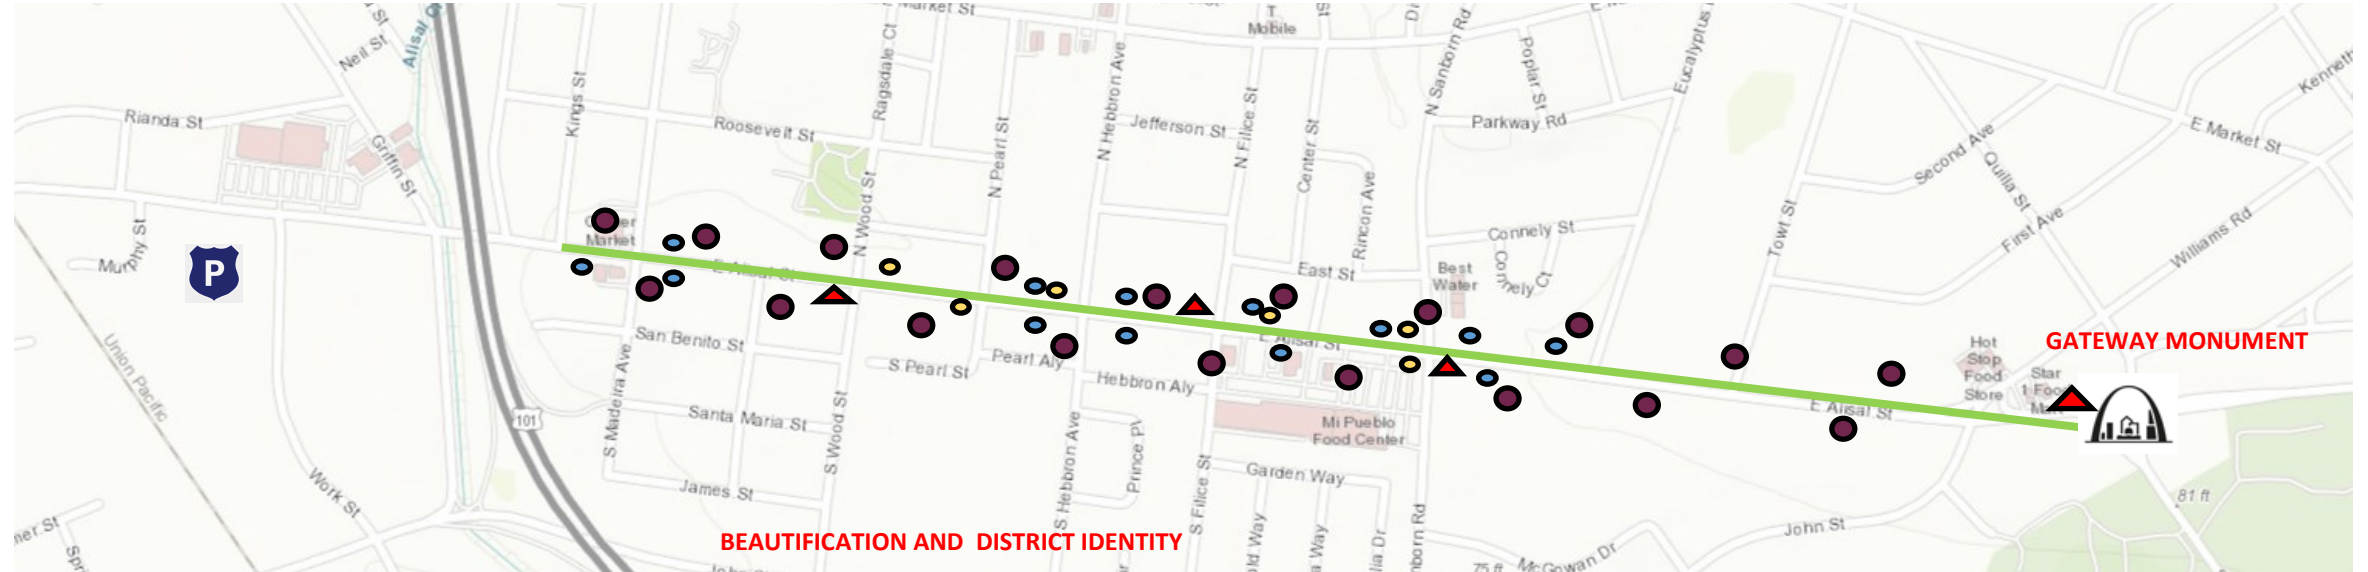 E Market St
T
Mobile
N Sanborn Rd
Poplar St
Eucalyptus
Kenneth
Neil St
Alisal
Ragsdale Ct
Kings St
N Hebbron Ave
Rianda St
Roosevelt St
Jefferson St
N Filice St
Parkway Rd
E Market St
Griffin St
N Pearl St
Center St
Second Ave
Quilla St
N Wood St
Rincon Ave
Towt St
First Ave
Williams Rd
Murphy St
Market
Connely St
P
E Alisal St
East St
Best
Water
Connely Ct
San Benito St
E Alisal St
GATEWAY MONUMENT
Union Pacific
S Madeira Ave
S Pearl St
Pearl Aly
Hebbron Aly
Hot
Stop
Food
Store
Star
1 Food
E Alisal St
101
Santa Maria St
S Wood St
S Hebbron Ave
Prince Pl
Mi Pueblo
Food Center
Work St
James St
S Filice St
Garden Way
81 ft
John St
BEAUTIFICATION AND DISTRICT IDENTITY
McGowan Dr
75 ft